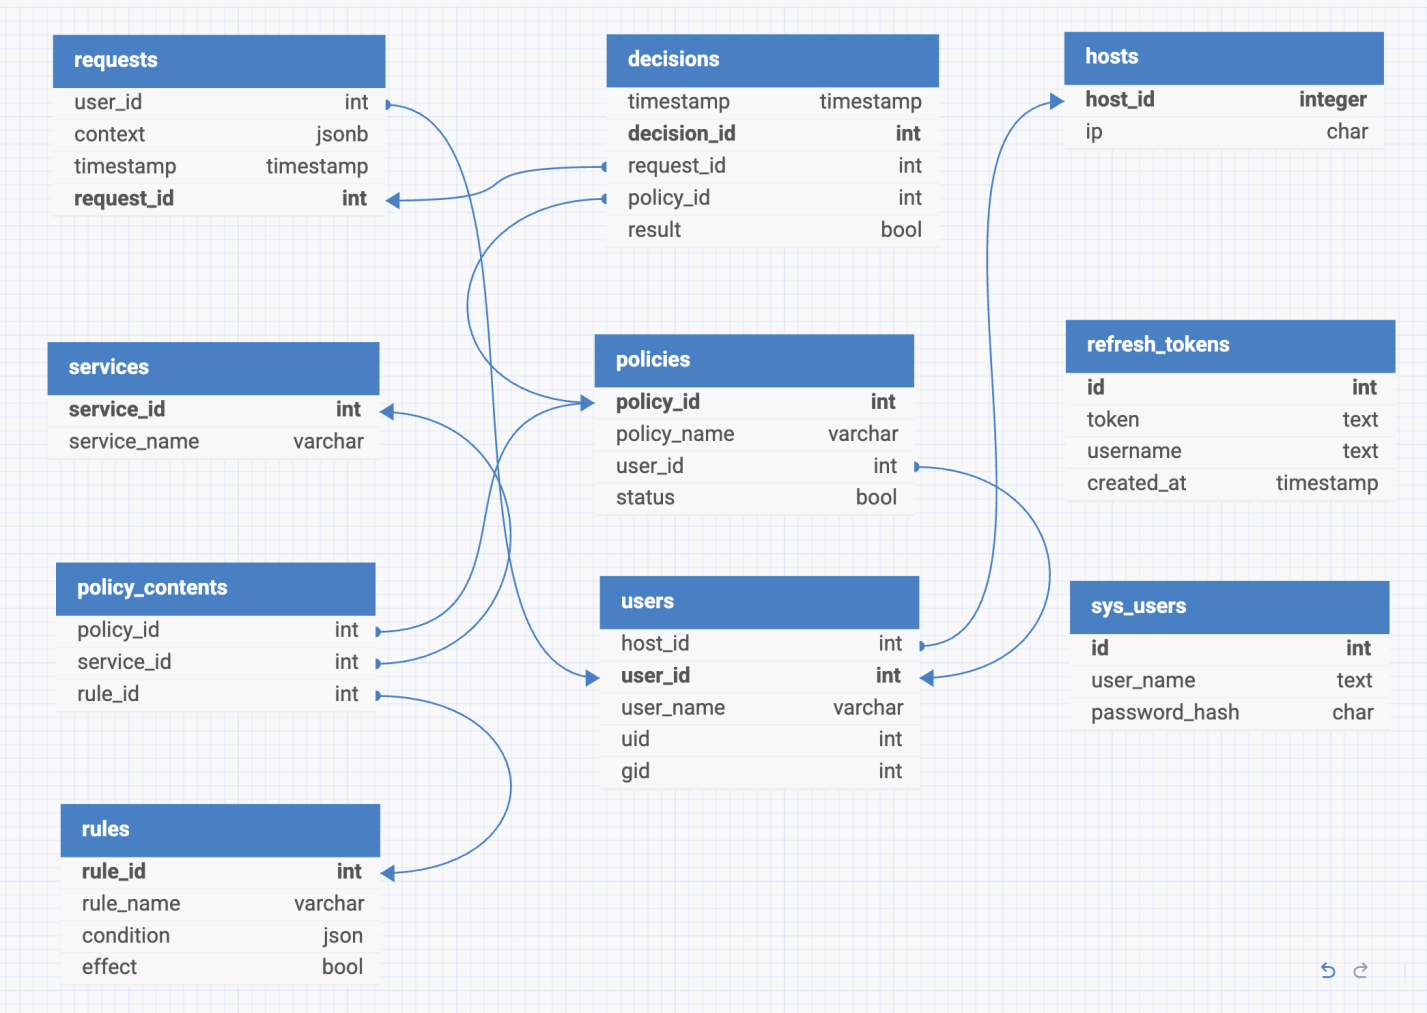 requests
user_id int
context jsonb
timestamp timestamp
request_id int
decisions
timestamp timestamp
decision_id int
request_id int
policy_id int
result bool
hosts
host_id integer
ip char
services
service_id int
service_name varchar
policies
policy_id int
policy_name varchar
user_id int
status bool
refresh_tokens
id int
token text
username text
created_at timestamp
policy_contents
policy_id int
service_id int
rule_id int
users
host_id int
user_id int
user_name varchar
uid int
gid int
sys_users
id int
user_name text
password_hash char
rules
rule_id int
rule_name varchar
condition json
effect bool